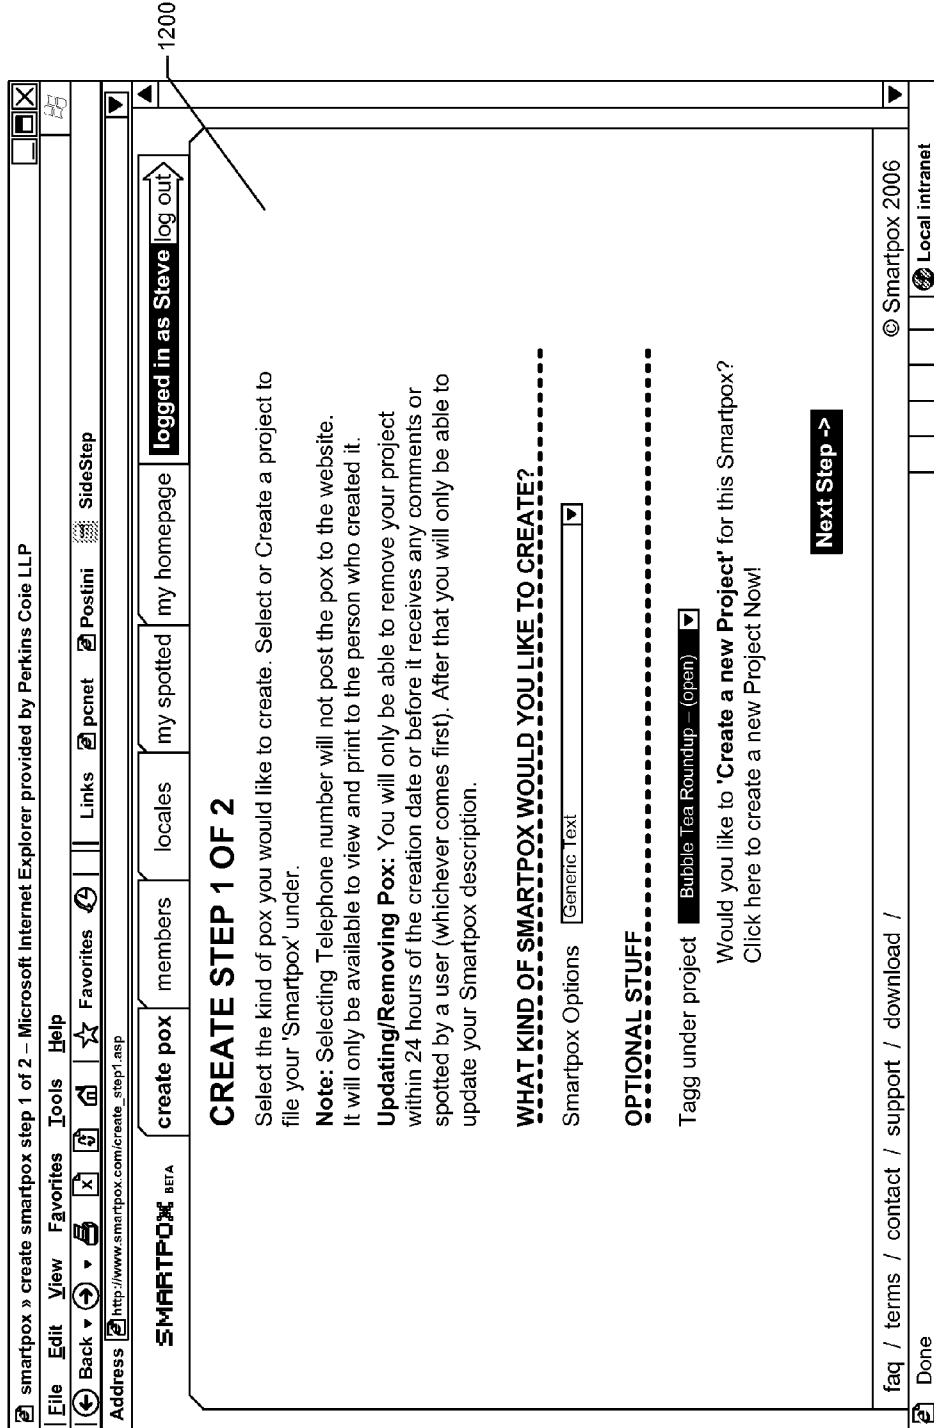 1200
smartpox » create smartpox step 1 of 2 – Microsoft Internet Explorer provided by Perkins Coie LLP
File Edit View Favorites Tools Help
Back Favorites Links pcnet Postini SideStep
Address http://www.smartpox.com/create_step1.asp
SMARTPOX BETA create pox members locales my spotted my homepage logged in as Steve log out
CREATE STEP 1 OF 2
Select the kind of pox you would like to create. Select or Create a project to
file your 'Smartpox' under.
Note: Selecting Telephone number will not post the pox to the website.
It will only be available to view and print to the person who created it.
Updating/Removing Pox: You will only be able to remove your project
within 24 hours of the creation date or before it receives any comments or
spotted by a user (whichever comes first). After that you will only be able to
update your Smartpox description.
WHAT KIND OF SMARTPOX WOULD YOU LIKE TO CREATE?
Smartpox Options Generic Text
OPTIONAL STUFF
Tagg under project Bubble Tea Roundup – (open)
Would you like to 'Create a new Project' for this Smartpox?
Click here to create a new Project Now!
Next Step ->
faq / terms / contact / support / download / © Smartpox 2006
Done Local intranet